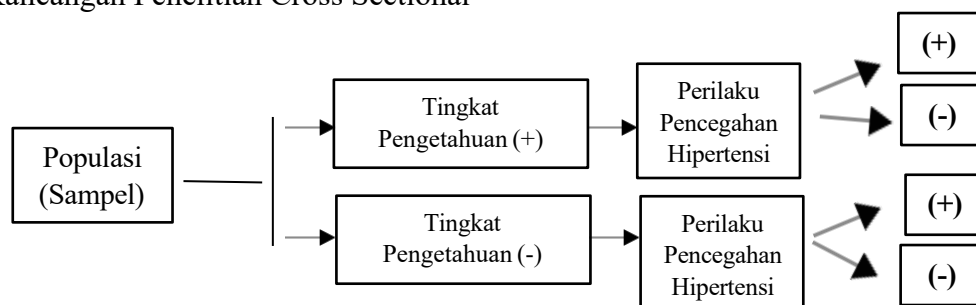 Rancangan Penelitian Cross Sectional
Populasi
(Sampel)
Tingkat
Pengetahuan (+)
Perilaku
Pencegahan
Hipertensi
(+)
(-)
Tingkat
Pengetahuan (-)
Perilaku
Pencegahan
Hipertensi
(+)
(-)